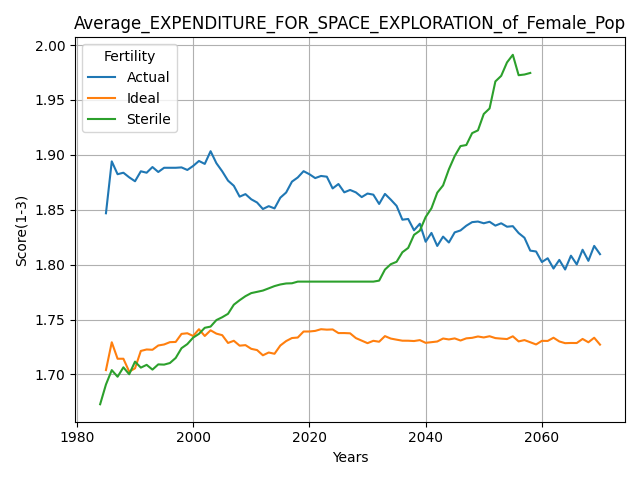 Average_EXPENDITURE_FOR_SPACE_EXPLORATION_of_Female_Pop
Fertility
Actual
Ideal
Sterile
Score(1-3)
2.00
1.95
1.90
1.85
1.80
1.75
1.70
1980
2000
2020
2040
2060
Years